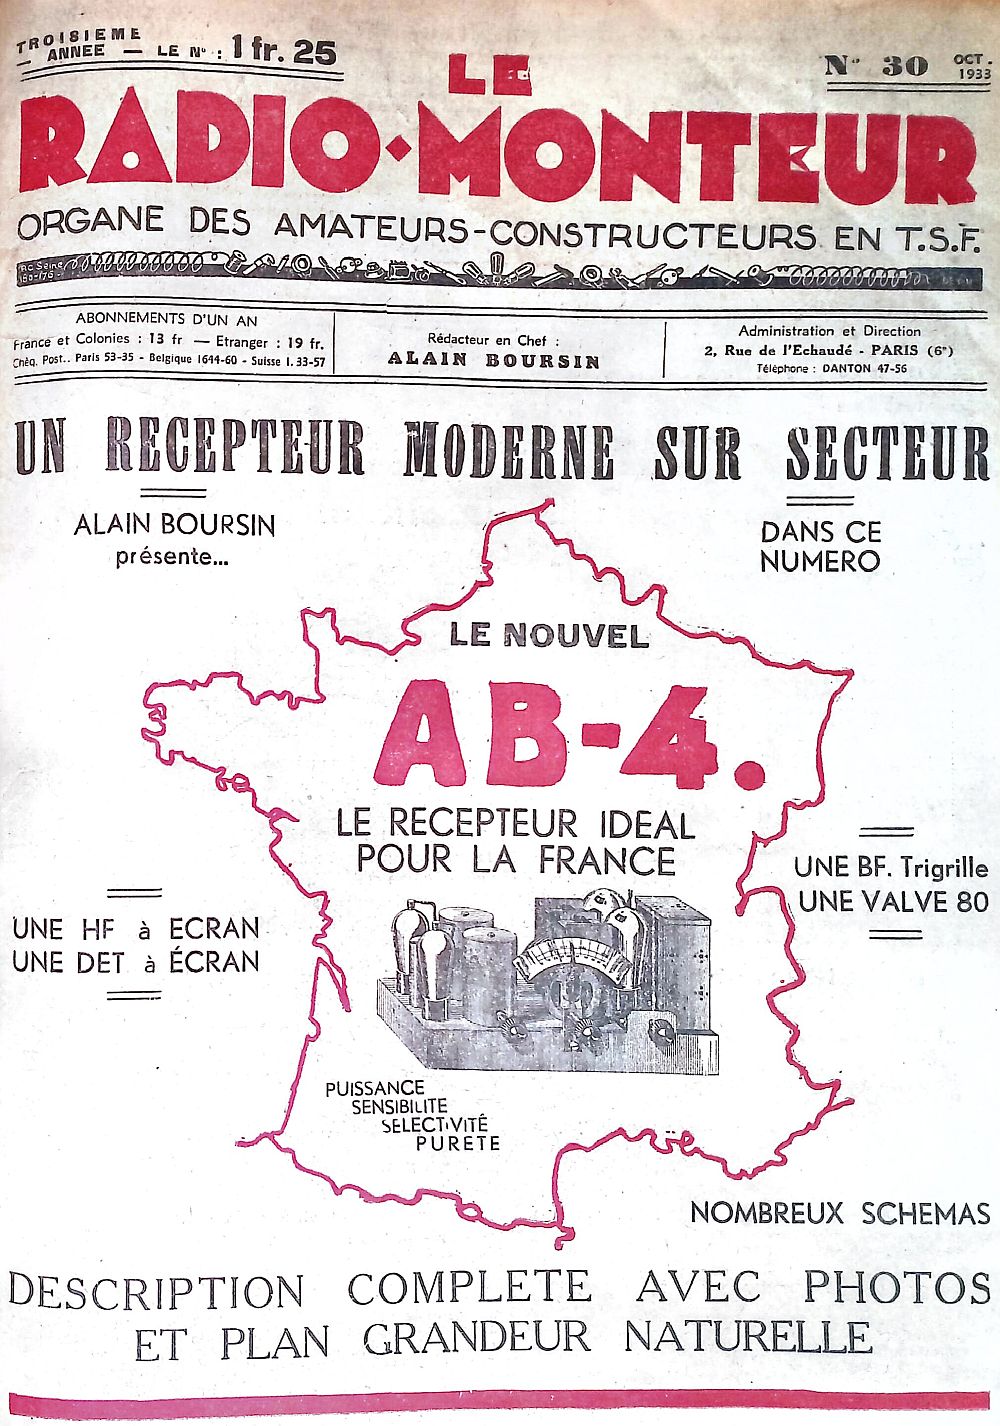 TROISIEME
— ANNEE — LE N° : 1 fr. 25
N° 30 OCT. 1933
LE
RADIO-MONTEUR
ORGANE DES AMATEURS-CONSTRUCTEURS EN T.S.F.
R.C. Seine
ABONNEMENTS D'UN AN
France et Colonies : 13 fr — Etranger : 19 fr.
Chèq. Post.. Paris 53-35 - Belgique 1644-60 - Suisse I. 33-57
Rédacteur en Chef :
ALAIN BOURSIN
Administration et Direction
2, Rue de l'Echaudé - PARIS (6e)
Téléphone : DANTON 47-56
UN RECEPTEUR MODERNE SUR SECTEUR
ALAIN BOURSIN
présente...
DANS CE
NUMERO
LE NOUVEL
AB-4.
LE RECEPTEUR IDEAL
POUR LA FRANCE
UNE BF. Trigrille
UNE VALVE 80
UNE HF à ECRAN
UNE DET à ÉCRAN
PUISSANCE
SENSIBILITE
SELECTIVITÉ
PURETE
NOMBREUX SCHEMAS
DESCRIPTION COMPLETE AVEC PHOTOS
ET PLAN GRANDEUR NATURELLE